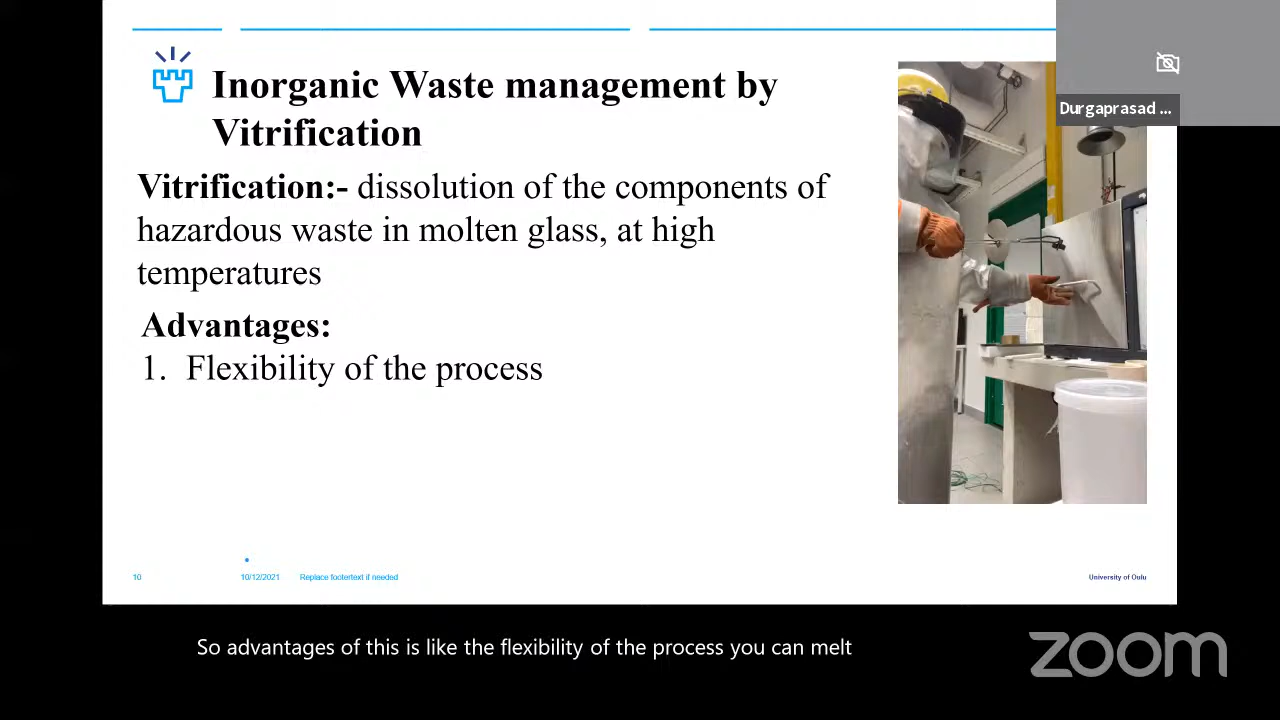 Inorganic Waste management by
Vitrification
Vitrification:- dissolution of the components of
hazardous waste in molten glass, at high
temperatures
Advantages:
1. Flexibility of the process
10
10/12/2021
Replace footertext if needed
University of Oulu
Durgaprasad ...
So advantages of this is like the flexibility of the process you can melt
zoom